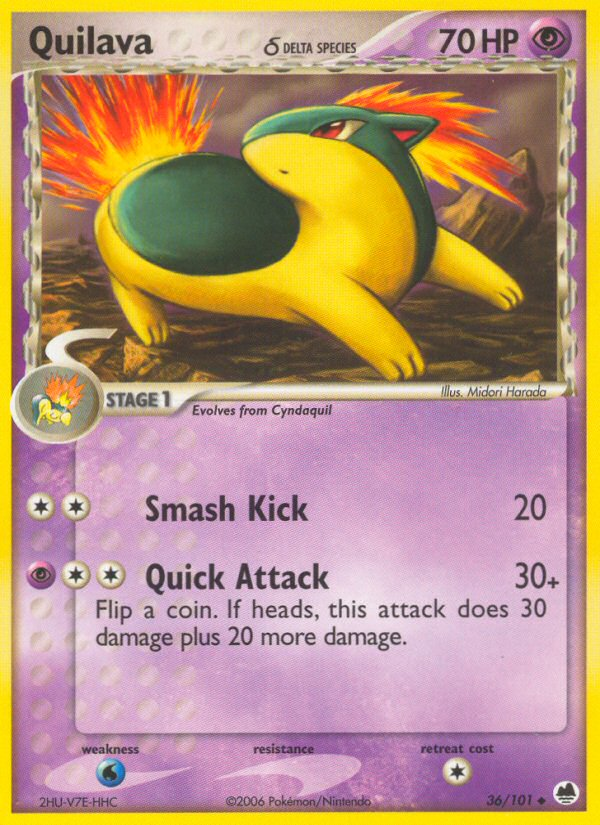 Quilava δ DELTA SPECIES 70 HP
Illus. Midori Harada
STAGE 1
Evolves from Cyndaquil
Smash Kick 20
Quick Attack 30+
Flip a coin. If heads, this attack does 30
damage plus 20 more damage.
weakness resistance retreat cost
2HU-V7E-HHC ©2006 Pokémon/Nintendo 36/101